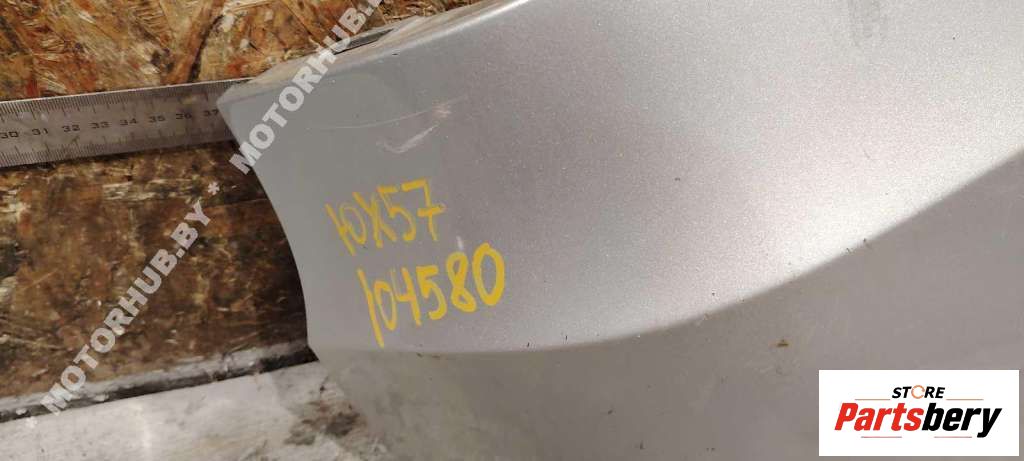 30 31 32 33 34 35 36 37
MOTORHUB.BY * MOTORHUB.BY
ЮХ57
104580
STORE
Partsbery